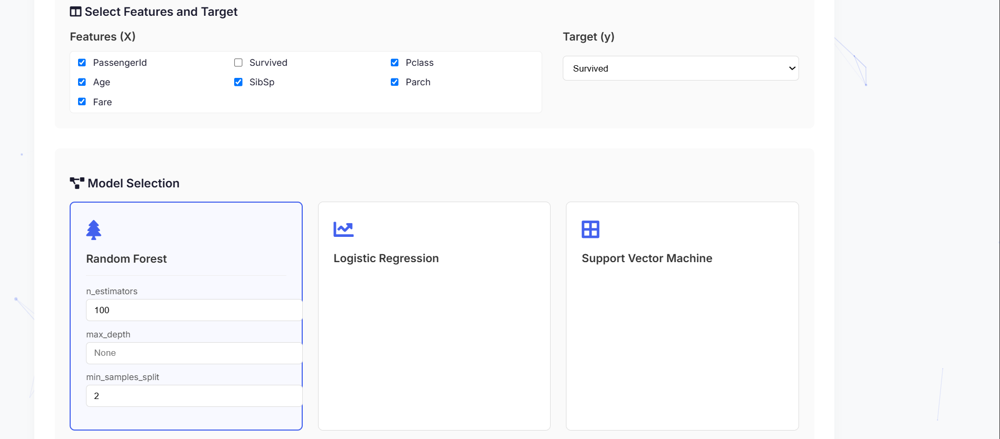 Select Features and Target
Features (X)
Target (y)
PassengerId
Survived
Pclass
Survived
Age
SibSp
Parch
Fare
Model Selection
Random Forest
Logistic Regression
Support Vector Machine
n_estimators
100
max_depth
None
min_samples_split
2